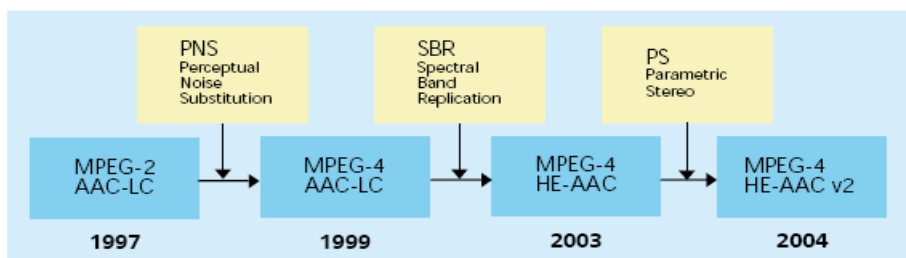 PNS
Perceptual
Noise
Substitution
SBR
Spectral
Band
Replication
PS
Parametric
Stereo
MPEG-2
AAC-LC
MPEG-4
AAC-LC
MPEG-4
HE-AAC
MPEG-4
HE-AAC v2
1997
1999
2003
2004